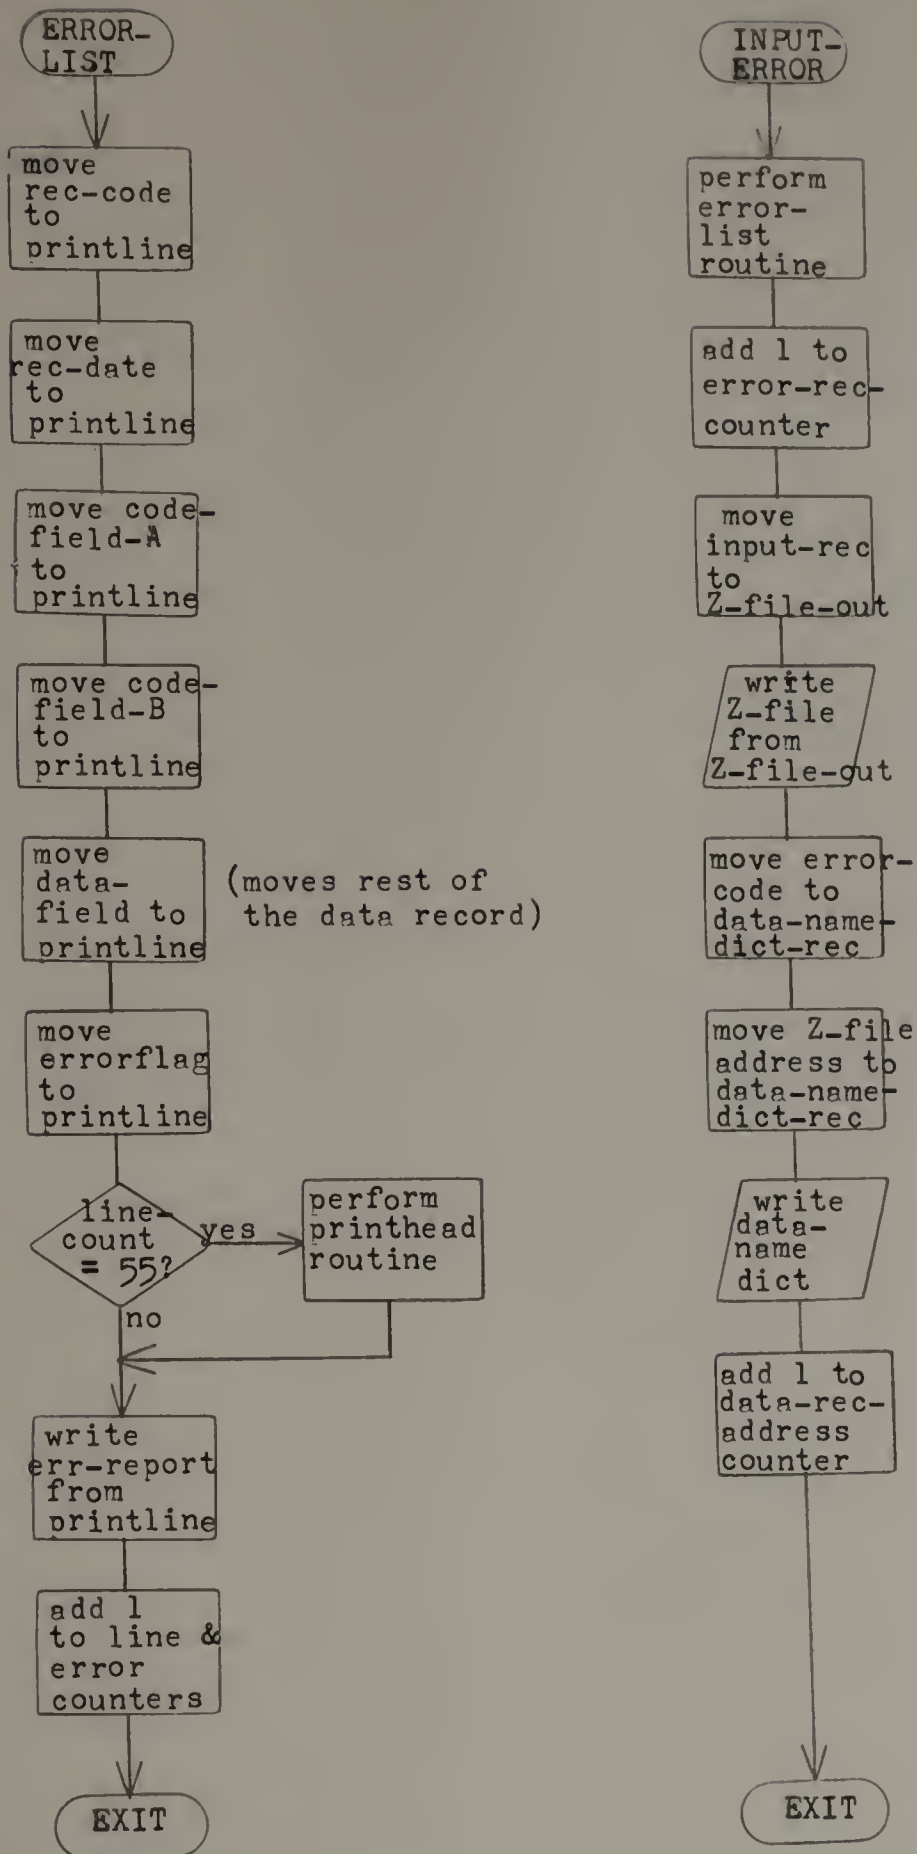 ERROR-
LIST
move
rec-code
to
printline
move
rec-date
to
printline
move code-
field-A
to
printline
move code-
field-B
to
printline
move
data-
field to
printline
(moves rest of
the data record)
move
errorflag
to
printline
line-
count
= 55?
yes
no
perform
printhead
routine
write
err-report
from
printline
add 1
to line &
error
counters
EXIT
INPUT-
ERROR
perform
error-
list
routine
add 1 to
error-rec-
counter
move
input-rec
to
Z-file-out
write
Z-file
from
Z-file-out
move error-
code to
data-name-
dict-rec
move Z-file
address to
data-name-
dict-rec
write
data-
name
dict
add 1 to
data-rec-
address
counter
EXIT